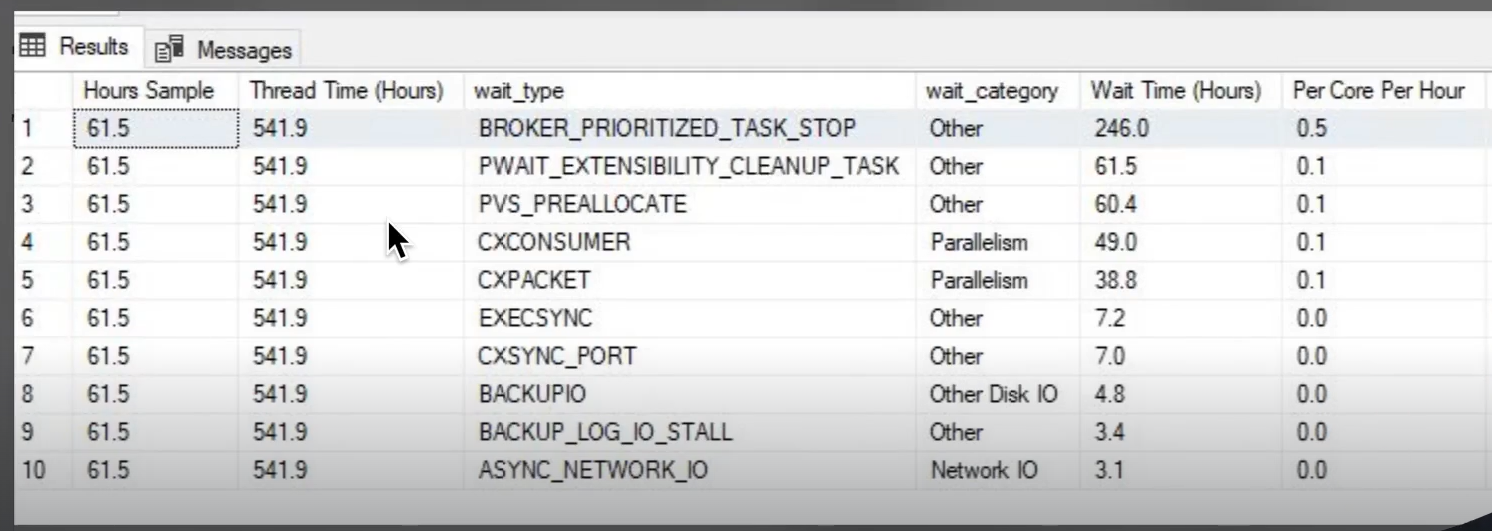 Results Messages
Hours Sample Thread Time (Hours) wait_type wait_category Wait Time (Hours) Per Core Per Hour
1 61.5 541.9 BROKER_PRIORITIZED_TASK_STOP Other 246.0 0.5
2 61.5 541.9 PWAIT_EXTENSIBILITY_CLEANUP_TASK Other 61.5 0.1
3 61.5 541.9 PVS_PREALLOCATE Other 60.4 0.1
4 61.5 541.9 CXCONSUMER Parallelism 49.0 0.1
5 61.5 541.9 CXPACKET Parallelism 38.8 0.1
6 61.5 541.9 EXECSYNC Other 7.2 0.0
7 61.5 541.9 CXSYNC_PORT Other 7.0 0.0
8 61.5 541.9 BACKUPIO Other Disk IO 4.8 0.0
9 61.5 541.9 BACKUP_LOG_IO_STALL Other 3.4 0.0
10 61.5 541.9 ASYNC_NETWORK_IO Network IO 3.1 0.0